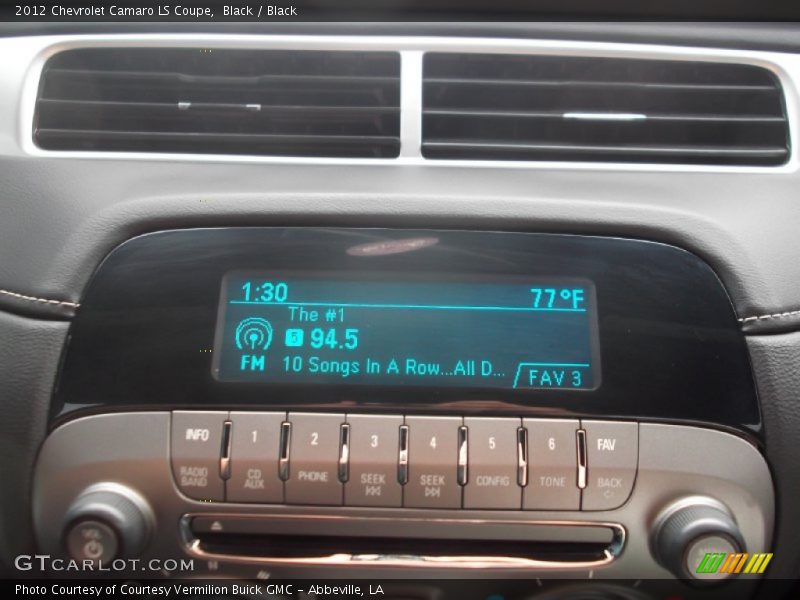 2012 Chevrolet Camaro LS Coupe,  Black / Black
1:30 77°F
The #1
6 94.5
FM 10 Songs In A Row...All D...
FAV 3
INFO 1 2 3 4 5 6 FAV
RADIO BAND CD AUX PHONE SEEK SEEK CONFIG TONE BACK
VOL
GTCARLOT.COM
Photo Courtesy of Courtesy Vermilion Buick GMC - Abbeville, LA